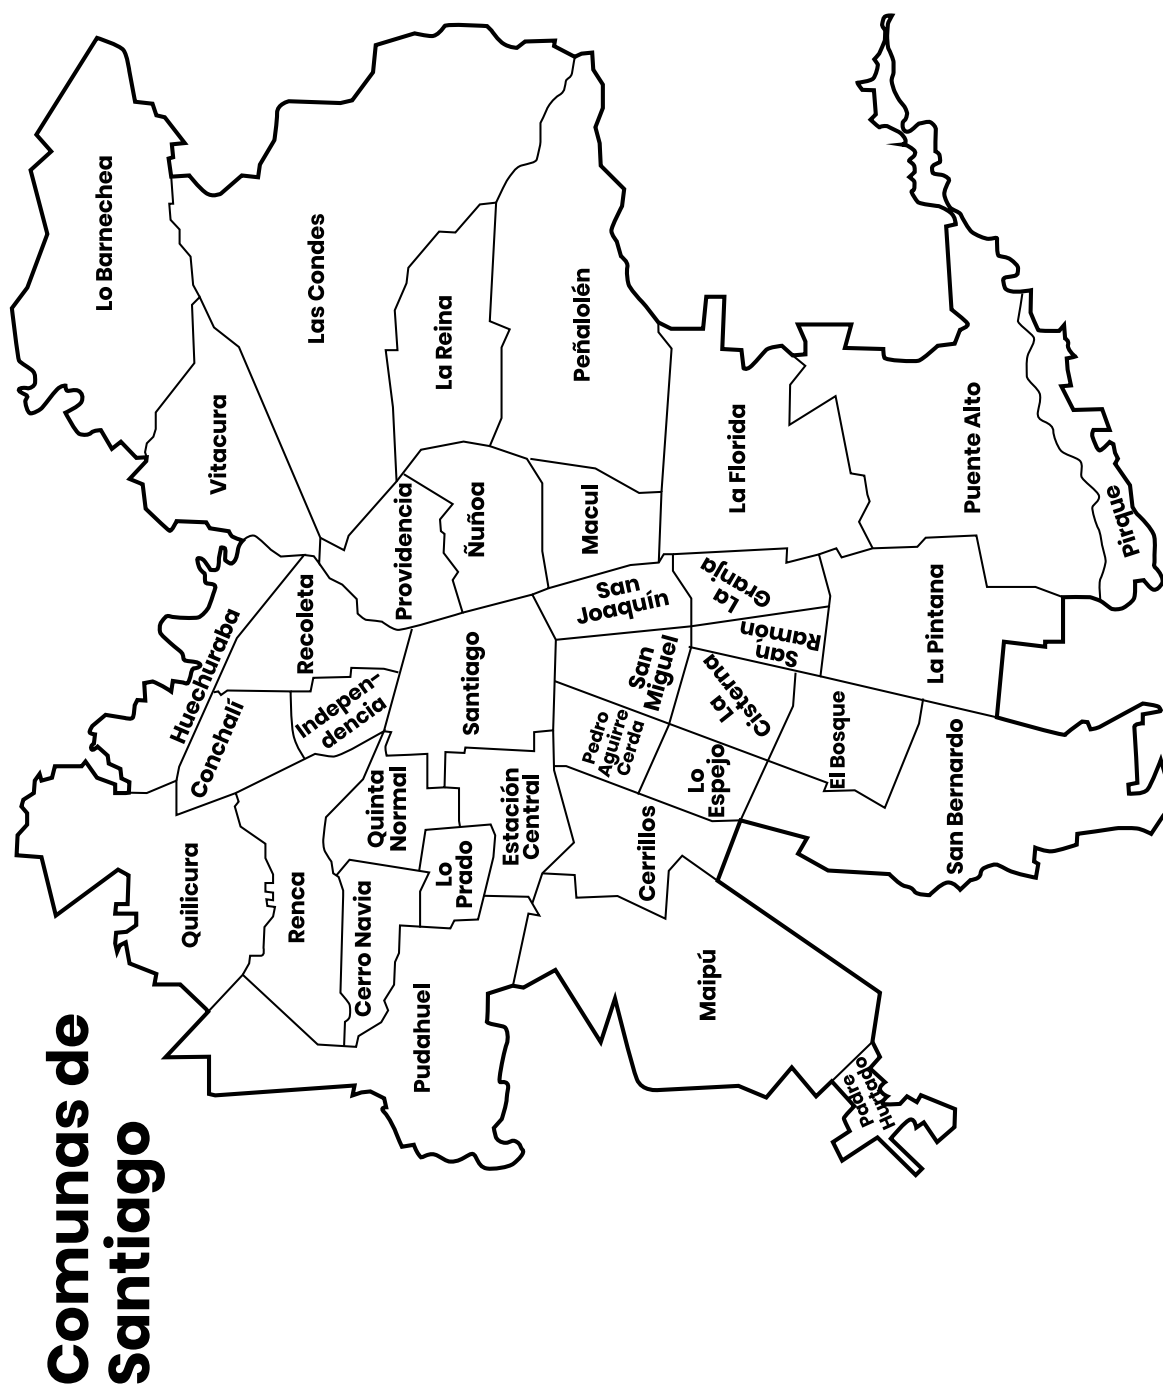 Comunas de
Santiago
Lo Barnechea
Quilicura
Huechuraba
Vitacura
Conchalí
Renca
Recoleta
Las Condes
Indepen-
dencia
Cerro Navia
Quinta
Normal
Providencia
Pudahuel
Lo
Prado
La Reina
Santiago
Ñuñoa
Estación
Central
Peñalolén
Macul
San
Joaquín
Pedro
Aguirre
Cerda
San
Miguel
Cerrillos
Maipú
Lo
Espejo
La
Cisterna
La
Granja
San
Ramón
La Florida
El Bosque
Padre
Hurtado
La Pintana
San Bernardo
Puente Alto
Pirque